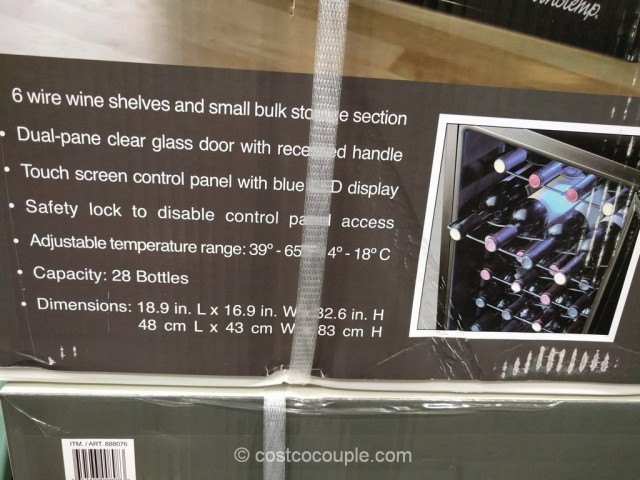 6 wire wine shelves and small bulk section
• Dual-pane clear glass door with handle
• Touch screen control panel with blue display
• Safety lock to disable control access
• Adjustable temperature range: 39° - 65 4° - 18° C
• Capacity: 28 Bottles
• Dimensions: 18.9 in. L x 16.9 in. W 32.6 in. H
48 cm L x 43 cm W 83 cm H
ITM. / ART. 888076
© costcocouple.com